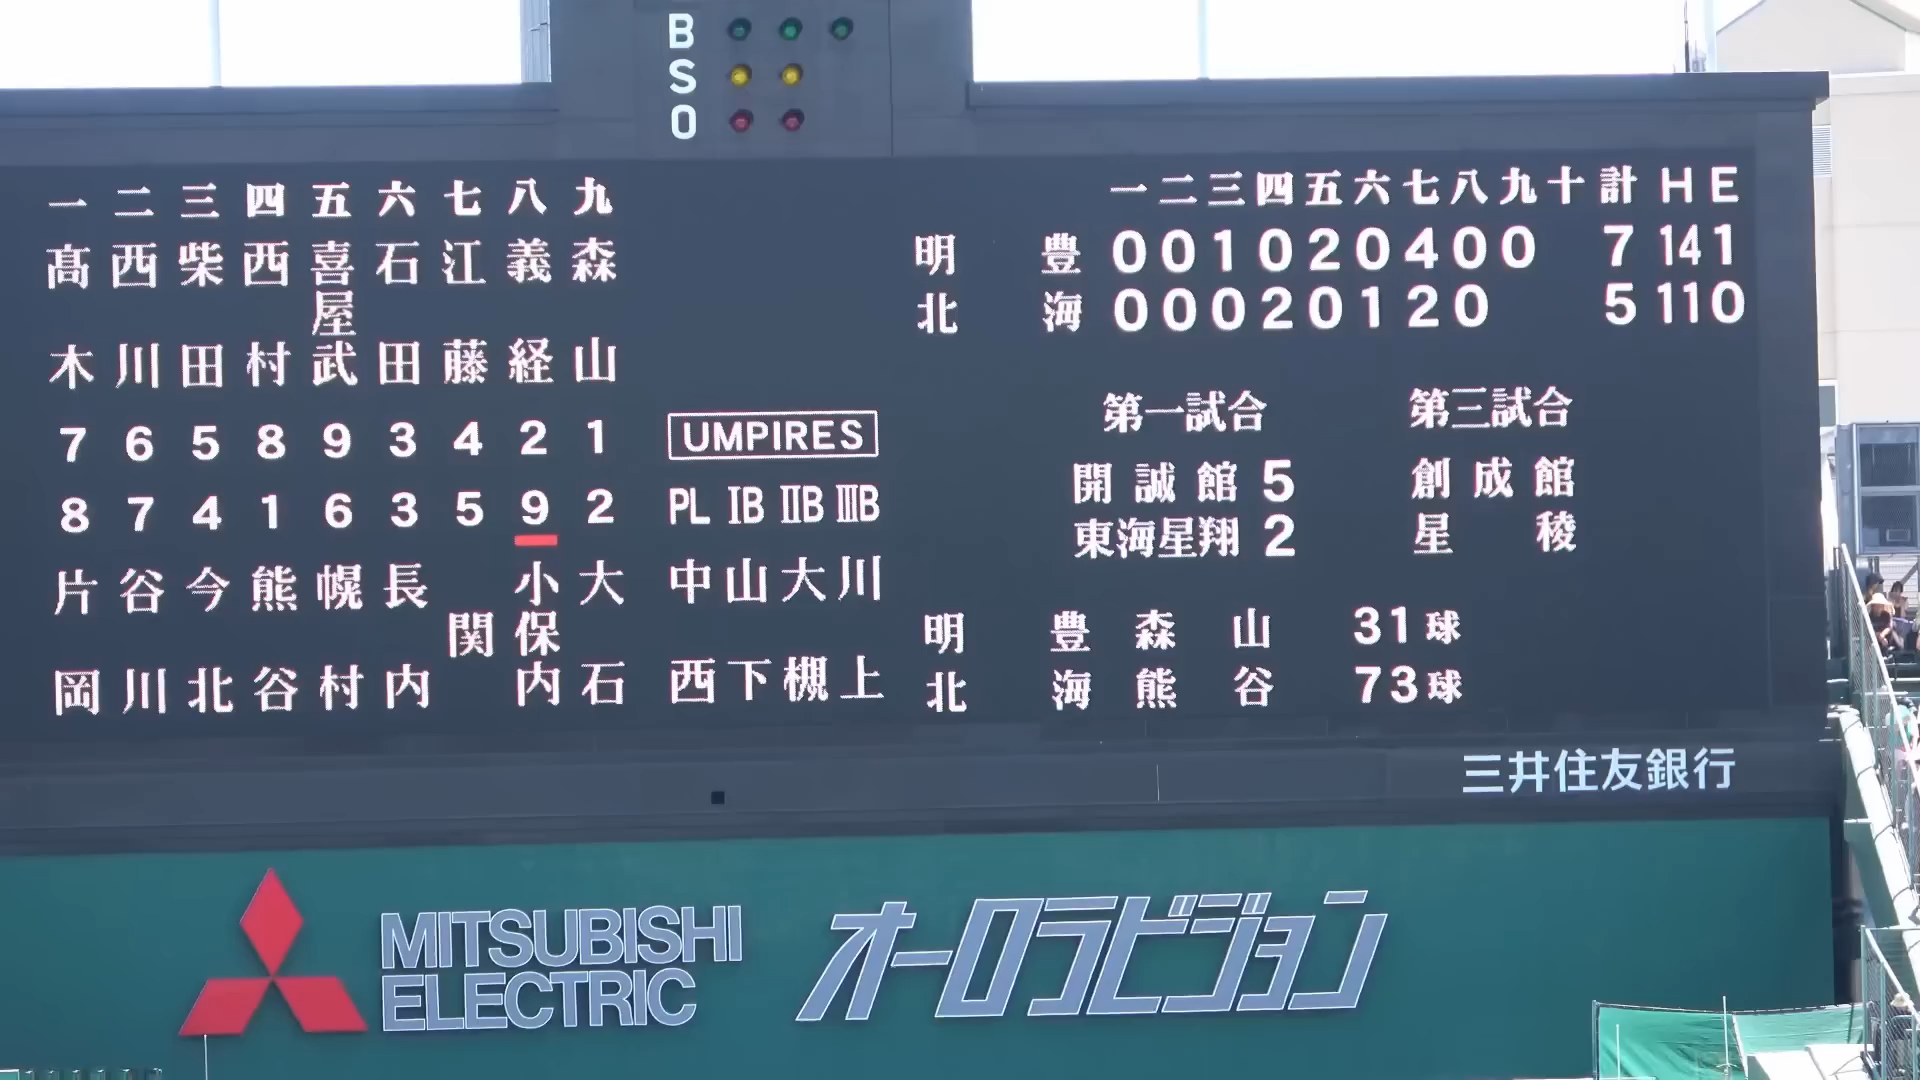 B
S
O
一 二 三 四 五 六 七 八 九
髙 西 柴 西 喜 石 江 義 森
屋
木 川 田 村 武 田 藤 経 山
7 6 5 8 9 3 4 2 1
8 7 4 1 6 3 5 9 2
片 谷 今 熊 幌 長 小 大
関 保
岡 川 北 谷 村 内 内 石
UMPIRES
PL IB IIB IIIB
中 山 大 川
西 下 槻 上
一 二 三 四 五 六 七 八 九 十 計 H E
明 豊 0 0 1 0 2 0 4 0 0 7 14 1
北 海 0 0 0 2 0 1 2 0 5 11 0
第一試合
開 誠 館 5
東海星翔 2
第三試合
創 成 館
星 稜
明 豊 森 山 31球
北 海 熊 谷 73球
三井住友銀行
MITSUBISHI
ELECTRIC
オーロラビジョン